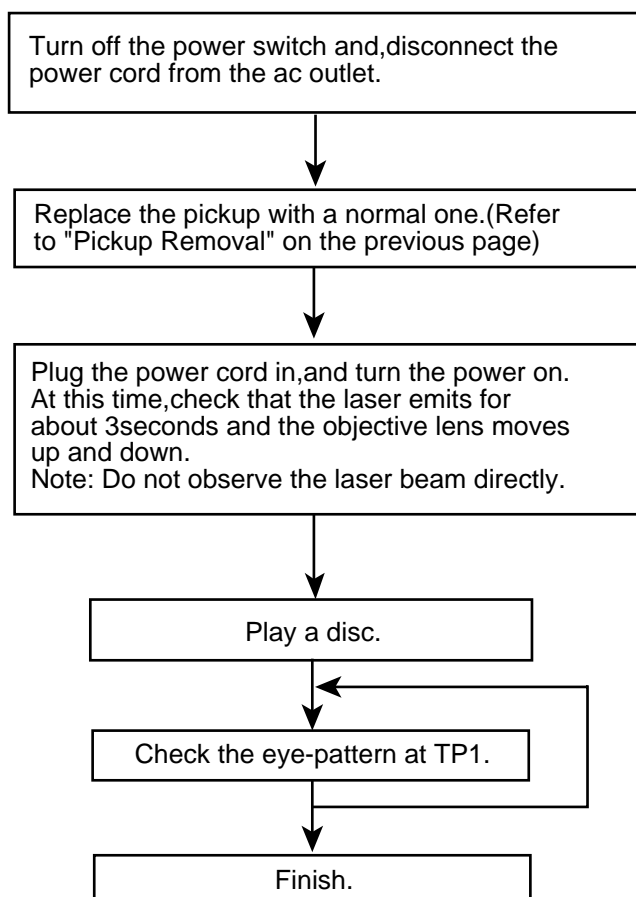 Turn off the power switch and,disconnect the
power cord from the ac outlet.
Replace the pickup with a normal one.(Refer
to "Pickup Removal" on the previous page)
Plug the power cord in,and turn the power on.
At this time,check that the laser emits for
about 3seconds and the objective lens moves
up and down.
Note: Do not observe the laser beam directly.
Play a disc.
Check the eye-pattern at TP1.
Finish.